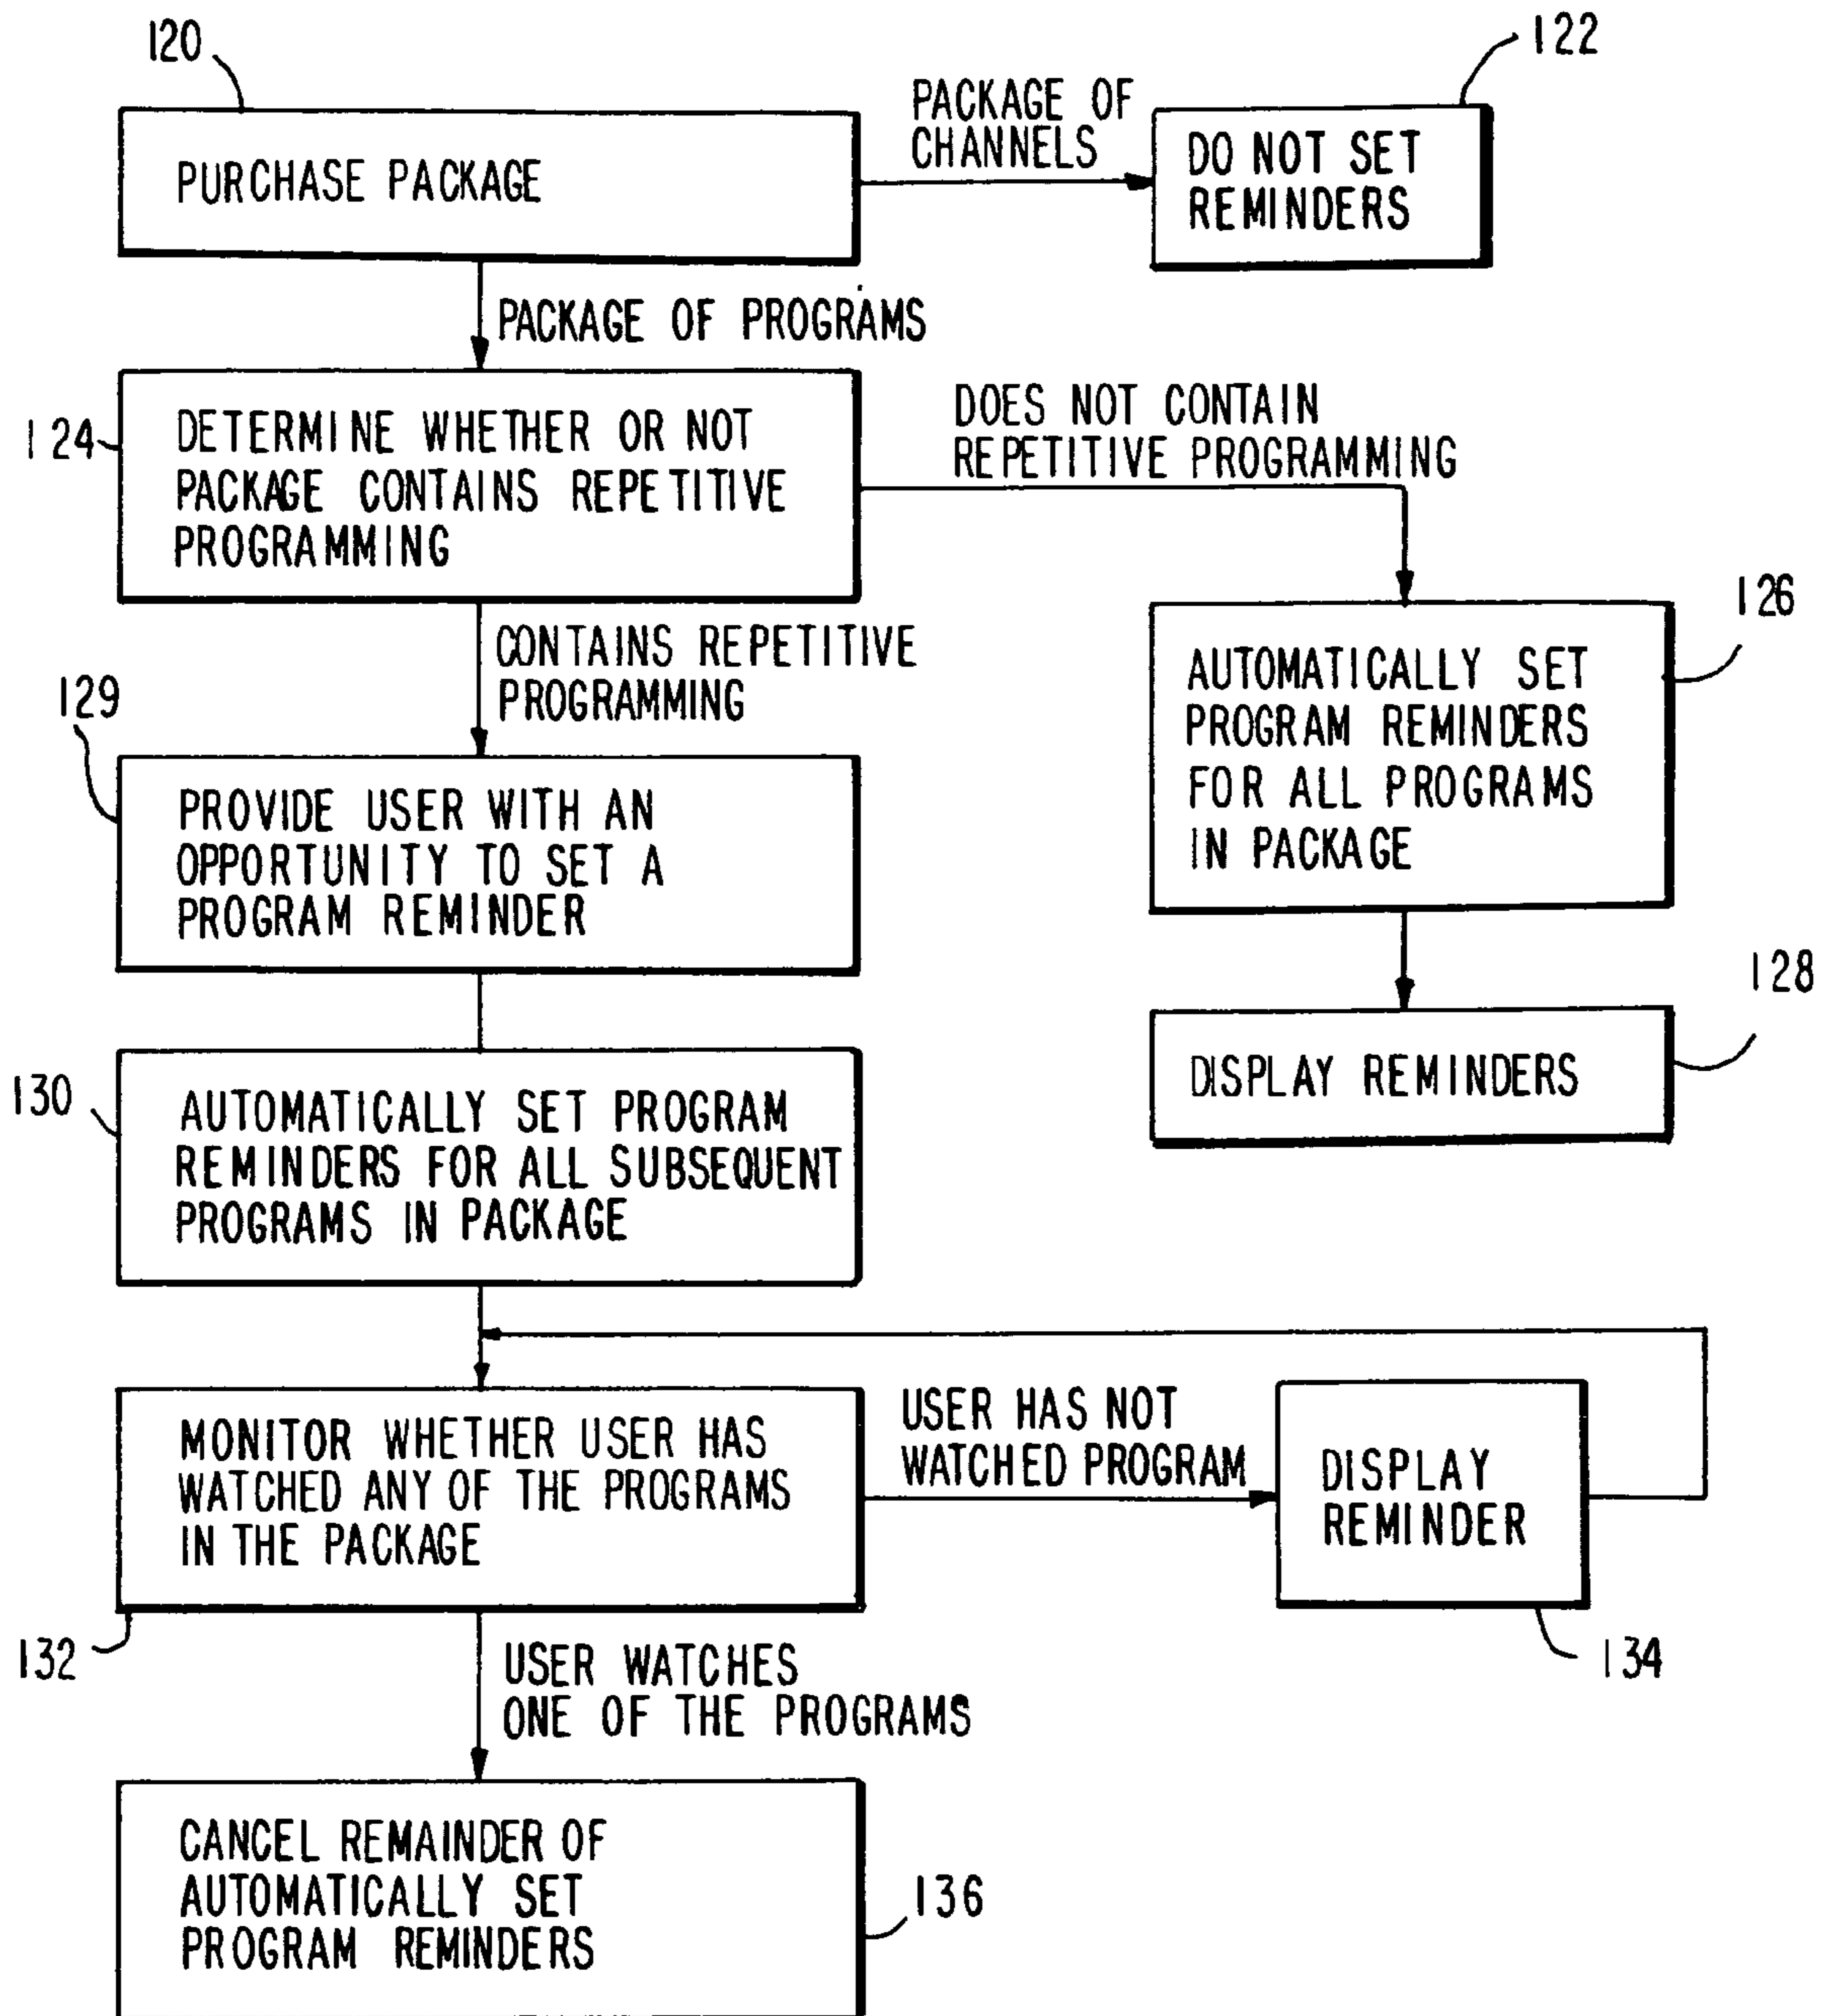 120
122
PURCHASE PACKAGE
PACKAGE OF
CHANNELS
DO NOT SET
REMINDERS
PACKAGE OF PROGRAMS
124
DETERMINE WHETHER OR NOT
PACKAGE CONTAINS REPETITIVE
PROGRAMMING
DOES NOT CONTAIN
REPETITIVE PROGRAMMING
126
AUTOMATICALLY SET
PROGRAM REMINDERS
FOR ALL PROGRAMS
IN PACKAGE
CONTAINS REPETITIVE
PROGRAMMING
129
PROVIDE USER WITH AN
OPPORTUNITY TO SET A
PROGRAM REMINDER
128
DISPLAY REMINDERS
130
AUTOMATICALLY SET PROGRAM
REMINDERS FOR ALL SUBSEQUENT
PROGRAMS IN PACKAGE
MONITOR WHETHER USER HAS
WATCHED ANY OF THE PROGRAMS
IN THE PACKAGE
132
USER HAS NOT
WATCHED PROGRAM
DISPLAY
REMINDER
134
USER WATCHES
ONE OF THE PROGRAMS
CANCEL REMAINDER OF
AUTOMATICALLY SET
PROGRAM REMINDERS
136